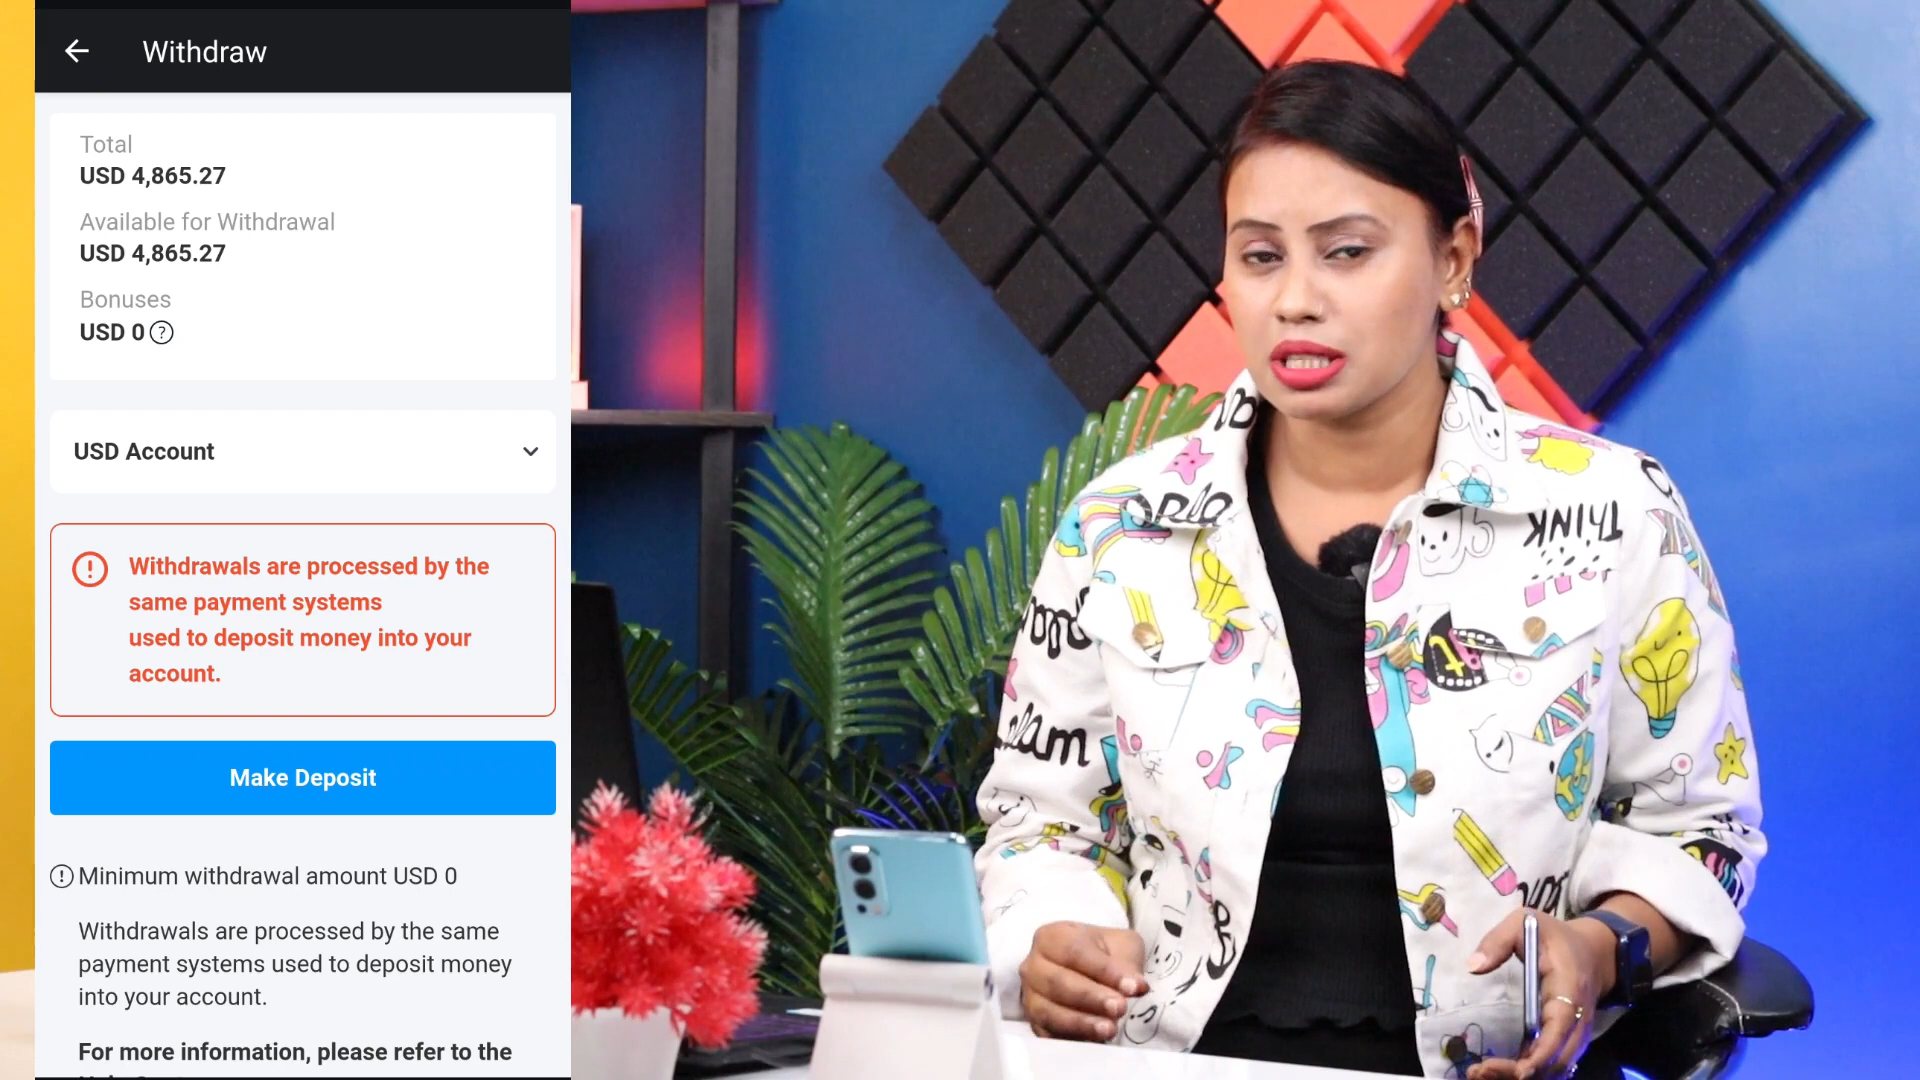 Withdraw
Total
USD 4,865.27
Available for Withdrawal
USD 4,865.27
Bonuses
USD 0 ?
USD Account
Withdrawals are processed by the
same payment systems
used to deposit money into your
account.
Make Deposit
Minimum withdrawal amount USD 0
Withdrawals are processed by the same
payment systems used to deposit money
into your account.
For more information, please refer to the
THiNK